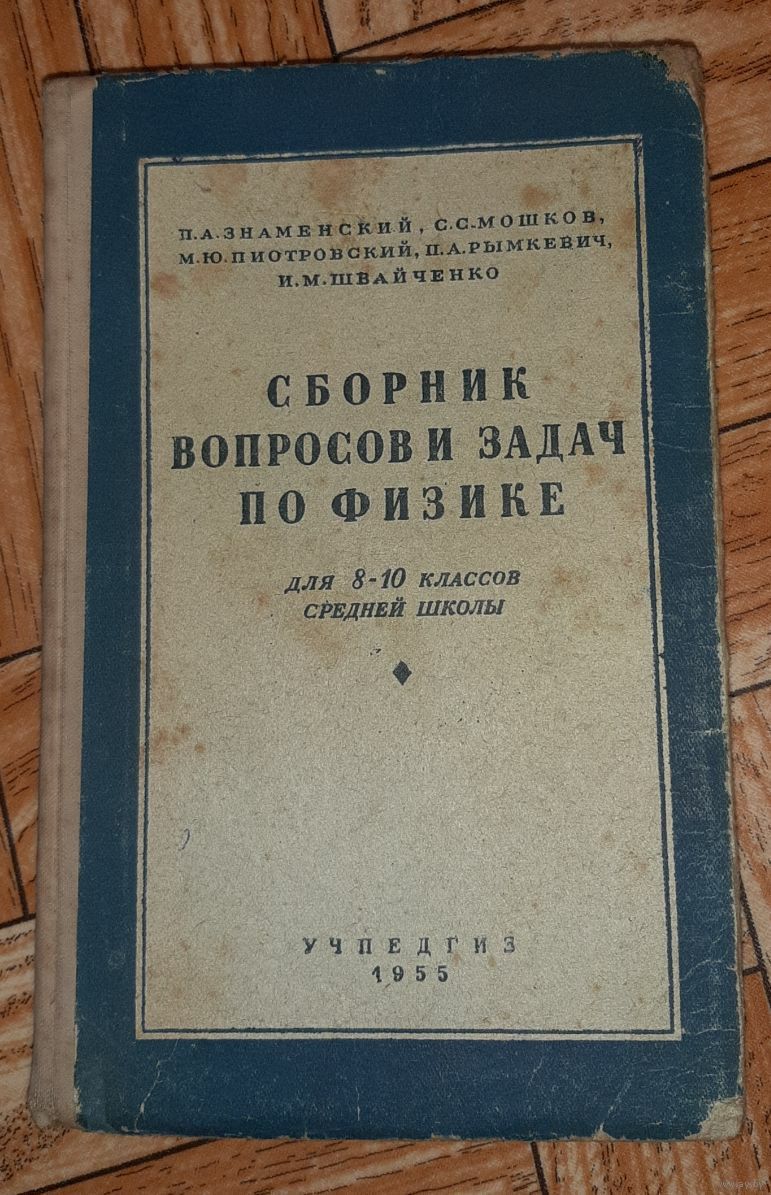 П.А.ЗНАМЕНСКИЙ, С.С.МОШКОВ,
М.Ю.ПИОТРОВСКИЙ, П.А.РЫМКЕВИЧ,
И.М.ШВАЙЧЕНКО
СБОРНИК
ВОПРОСОВ И ЗАДАЧ
ПО ФИЗИКЕ
ДЛЯ 8-10 КЛАССОВ
СРЕДНЕЙ ШКОЛЫ
УЧПЕДГИЗ
1955